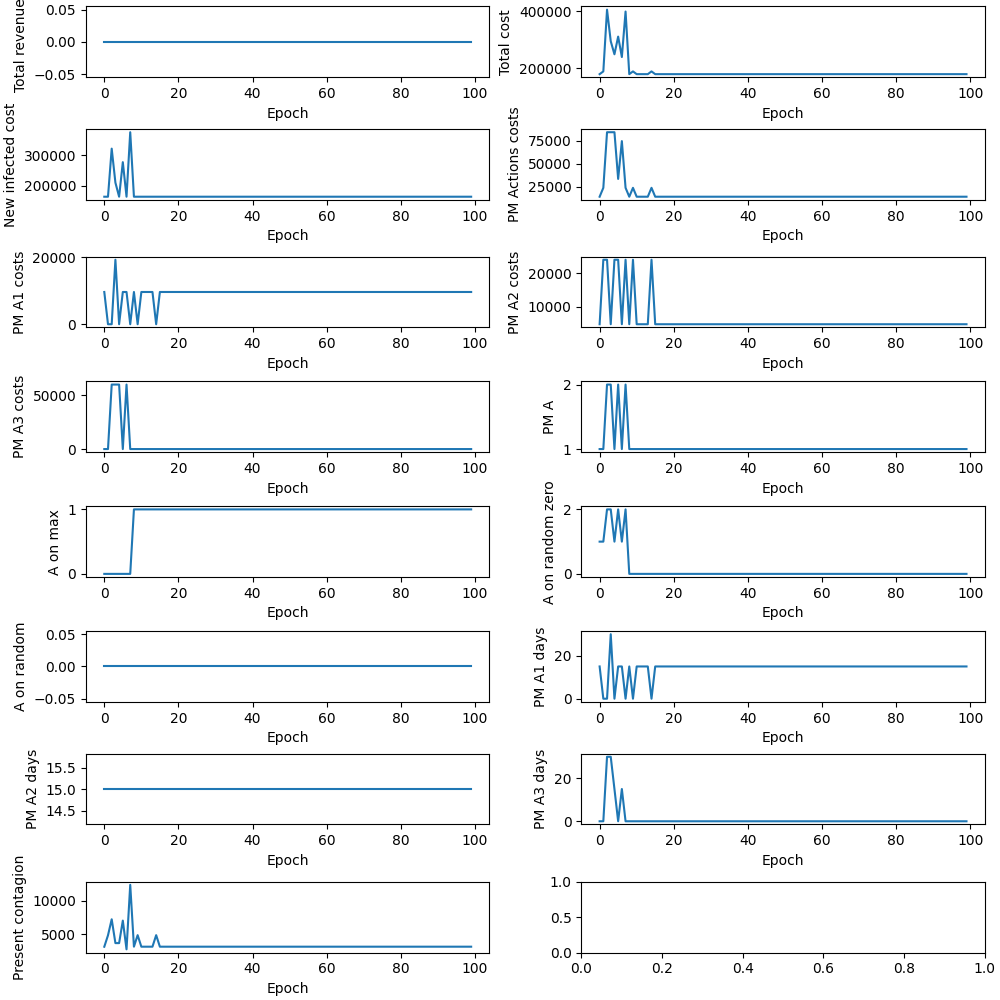 Total revenue
0.05
0.00
−0.05
0 20 40 60 80 100
Epoch
Total cost
400000
200000
0 20 40 60 80 100
Epoch
New infected cost
300000
200000
0 20 40 60 80 100
Epoch
PM Actions costs
75000
50000
25000
0 20 40 60 80 100
Epoch
PM A1 costs
20000
0
0 20 40 60 80 100
Epoch
PM A2 costs
20000
10000
0 20 40 60 80 100
Epoch
PM A3 costs
50000
0
0 20 40 60 80 100
Epoch
PM A
2
1
0 20 40 60 80 100
Epoch
A on max
1
0
0 20 40 60 80 100
Epoch
A on random zero
2
0
0 20 40 60 80 100
Epoch
A on random
0.05
0.00
−0.05
0 20 40 60 80 100
Epoch
PM A1 days
20
0
0 20 40 60 80 100
Epoch
PM A2 days
15.5
15.0
14.5
0 20 40 60 80 100
Epoch
PM A3 days
20
0
0 20 40 60 80 100
Epoch
Present contagion
10000
5000
0 20 40 60 80 100
Epoch
1.0
0.5
0.0
0.0 0.2 0.4 0.6 0.8 1.0